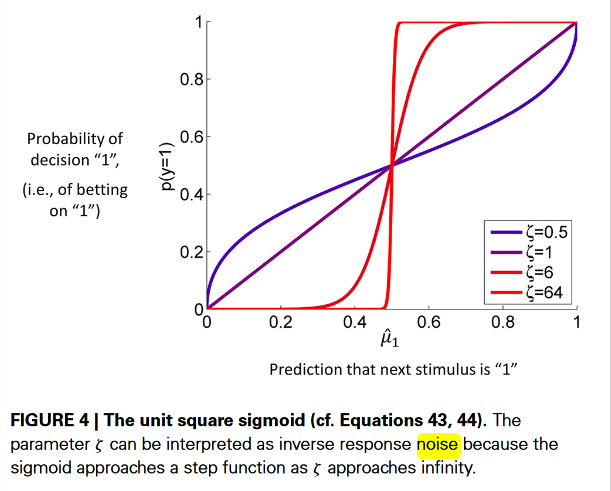 1
0.8
0.6
0.4
0.2
0
0 0.2 0.4 0.6 0.8 1
Probability of
decision “1”,
(i.e., of betting
on “1”)
p(y=1)
ζ=0.5
ζ=1
ζ=6
ζ=64
μ̂₁
Prediction that next stimulus is “1”
FIGURE 4 | The unit square sigmoid (cf. Equations 43, 44). The
parameter ζ can be interpreted as inverse response noise because the
sigmoid approaches a step function as ζ approaches infinity.